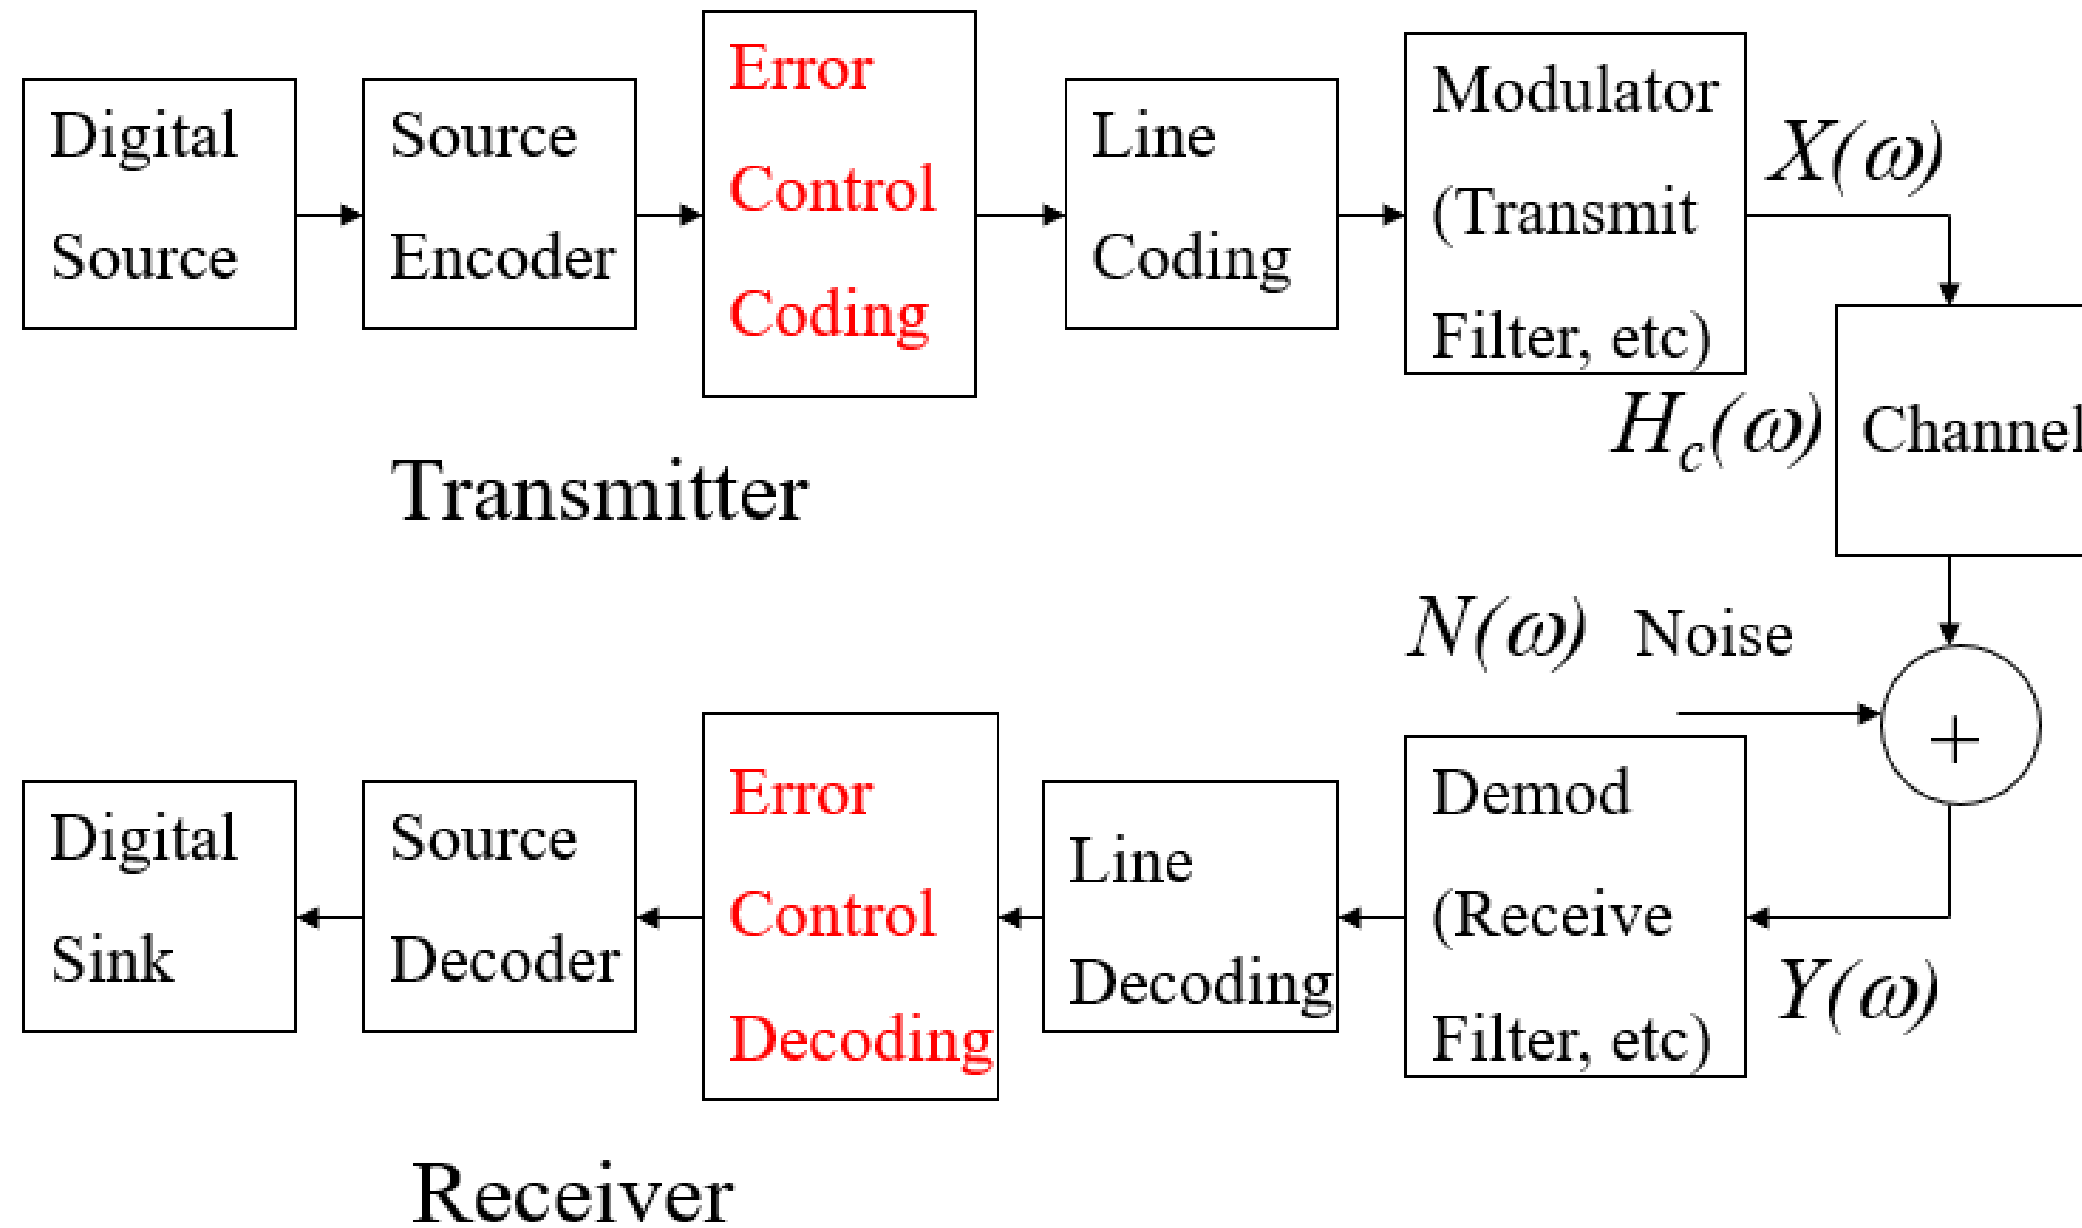 Digital
Source
Source
Encoder
Error
Control
Coding
Line
Coding
Modulator
(Transmit
Filter, etc)
X(ω)
Transmitter
H_c(ω)
Channel
N(ω) Noise
+
Digital
Sink
Source
Decoder
Error
Control
Decoding
Line
Decoding
Demod
(Receive
Filter, etc)
Y(ω)
Receiver